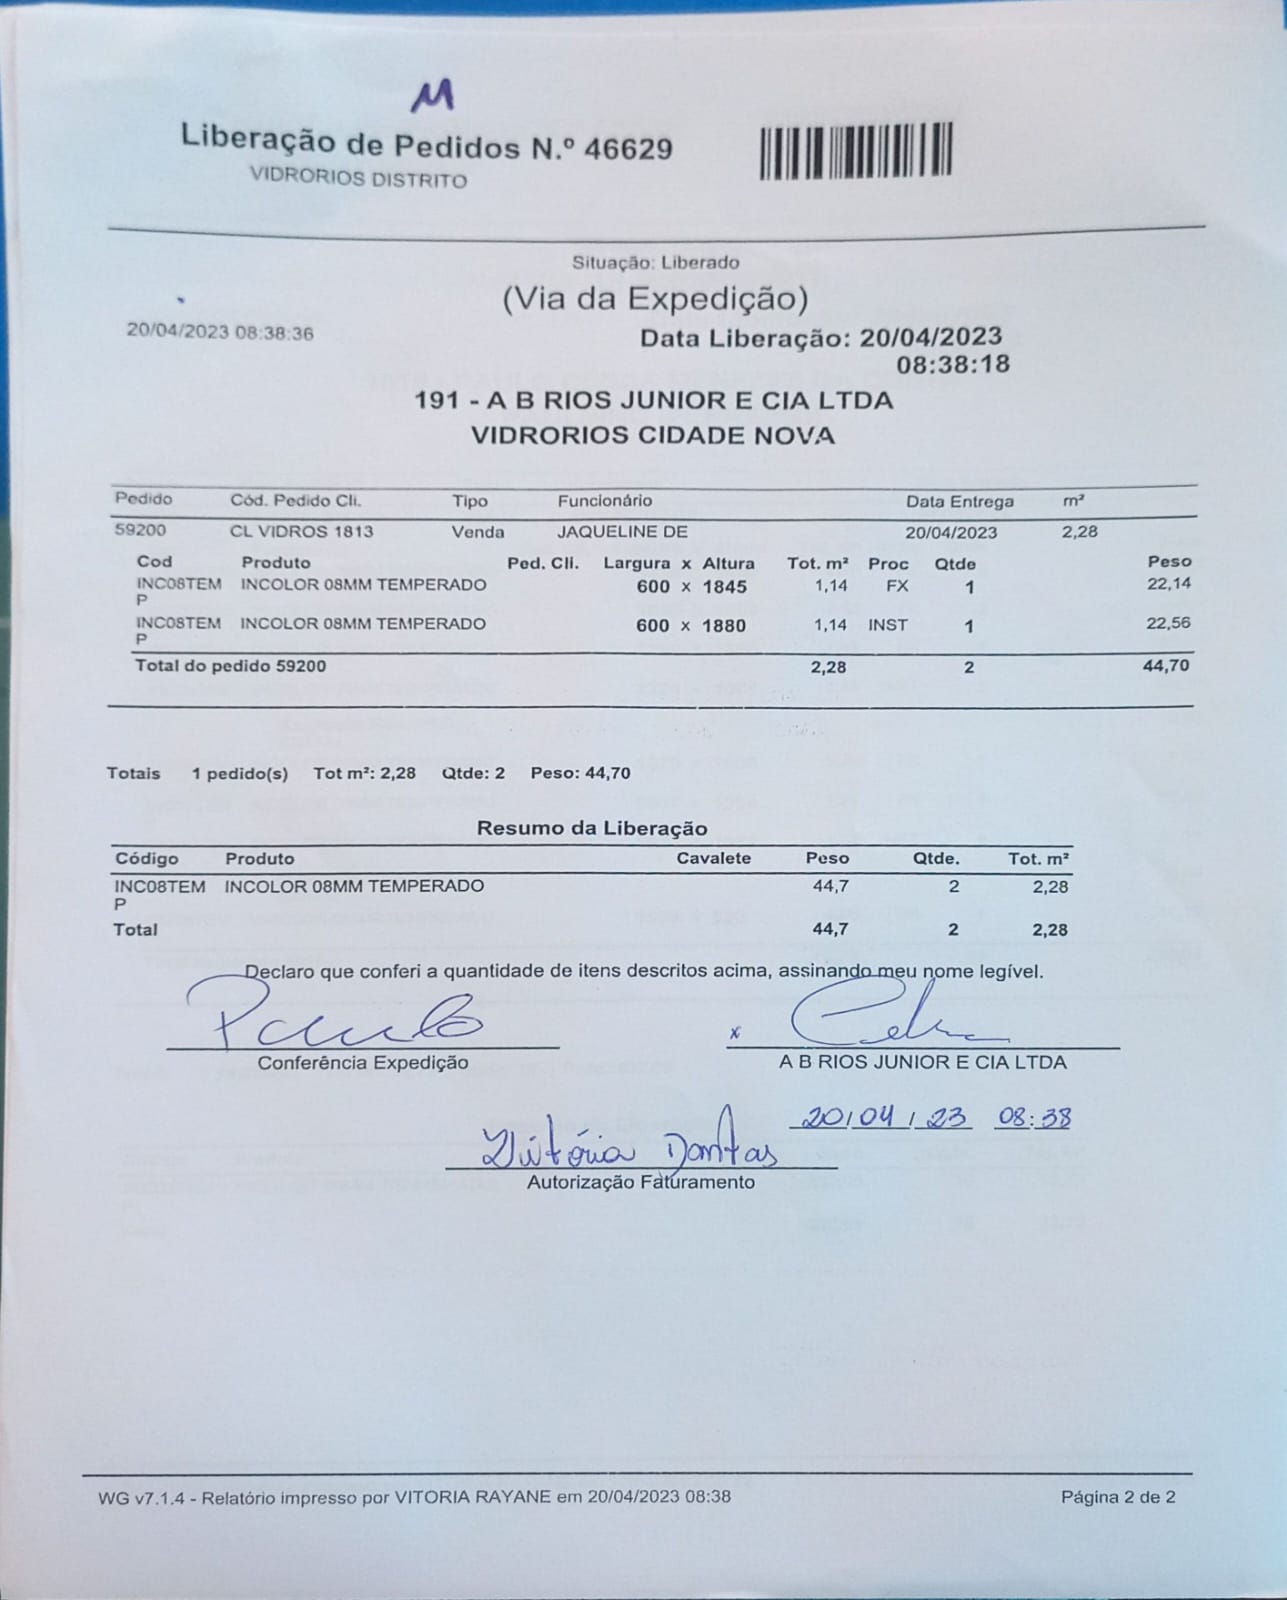 M
Liberação de Pedidos N.º 46629
VIDRORIOS DISTRITO
Situação: Liberado
(Via da Expedição)
20/04/2023 08:38:36
Data Liberação: 20/04/2023
08:38:18
191 - A B RIOS JUNIOR E CIA LTDA
VIDRORIOS CIDADE NOVA
Pedido Cód. Pedido Cli. Tipo Funcionário Data Entrega m²
59200 CL VIDROS 1813 Venda JAQUELINE DE 20/04/2023 2,28
Cod Produto Ped. Cli. Largura x Altura Tot. m² Proc Qtde Peso
INC08TEM INCOLOR 08MM TEMPERADO 600 x 1845 1,14 FX 1 22,14
P
INC08TEM INCOLOR 08MM TEMPERADO 600 x 1880 1,14 INST 1 22,56
P
Total do pedido 59200 2,28 2 44,70
Totais 1 pedido(s) Tot m²: 2,28 Qtde: 2 Peso: 44,70
Resumo da Liberação
Código Produto Cavalete Peso Qtde. Tot. m²
INC08TEM INCOLOR 08MM TEMPERADO 44,7 2 2,28
P
Total 44,7 2 2,28
Declaro que conferi a quantidade de itens descritos acima, assinando meu nome legível.
Paulo x
Conferência Expedição A B RIOS JUNIOR E CIA LTDA
20/04/23 08:38
Vitória Dantas
Autorização Faturamento
WG v7.1.4 - Relatório impresso por VITORIA RAYANE em 20/04/2023 08:38 Página 2 de 2